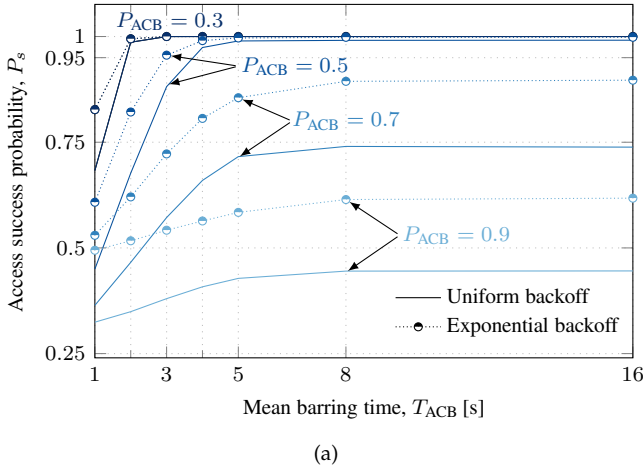 P_ACB = 0.3
1
0.95
P_ACB = 0.5
0.75
P_ACB = 0.7
0.5
P_ACB = 0.9
0.25
Access success probability, P_s
Uniform backoff
Exponential backoff
1
3
5
8
16
Mean barring time, T_ACB [s]
(a)